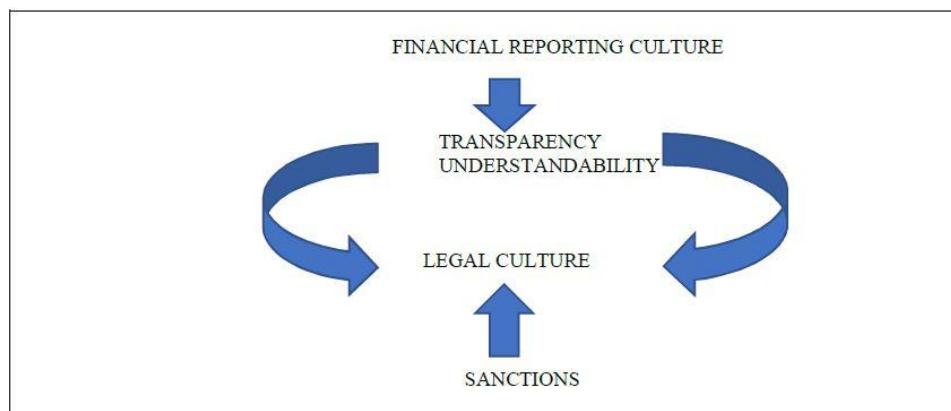 FINANCIAL REPORTING CULTURE
TRANSPARENCY
UNDERSTANDABILITY
LEGAL CULTURE
SANCTIONS